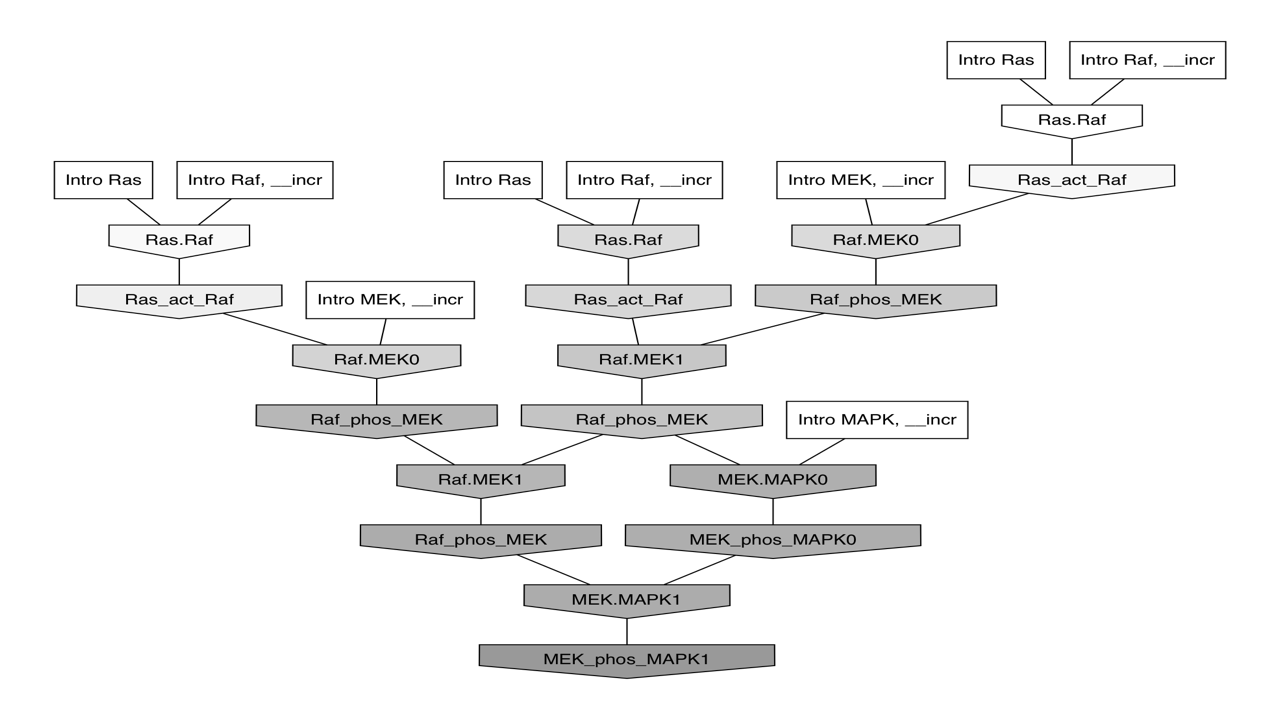 Intro Ras
Intro Raf, __incr
Ras.Raf
Intro Ras
Intro Raf, __incr
Intro Ras
Intro Raf, __incr
Intro MEK, __incr
Ras_act_Raf
Ras.Raf
Ras.Raf
Raf.MEK0
Ras_act_Raf
Intro MEK, __incr
Ras_act_Raf
Raf_phos_MEK
Raf.MEK0
Raf.MEK1
Raf_phos_MEK
Raf_phos_MEK
Intro MAPK, __incr
Raf.MEK1
MEK.MAPK0
Raf_phos_MEK
MEK_phos_MAPK0
MEK.MAPK1
MEK_phos_MAPK1